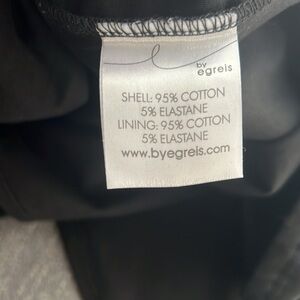 by
egreis
SHELL: 95% COTTON
5% ELASTANE
LINING: 95% COTTON
5% ELASTANE
www.byegreis.com